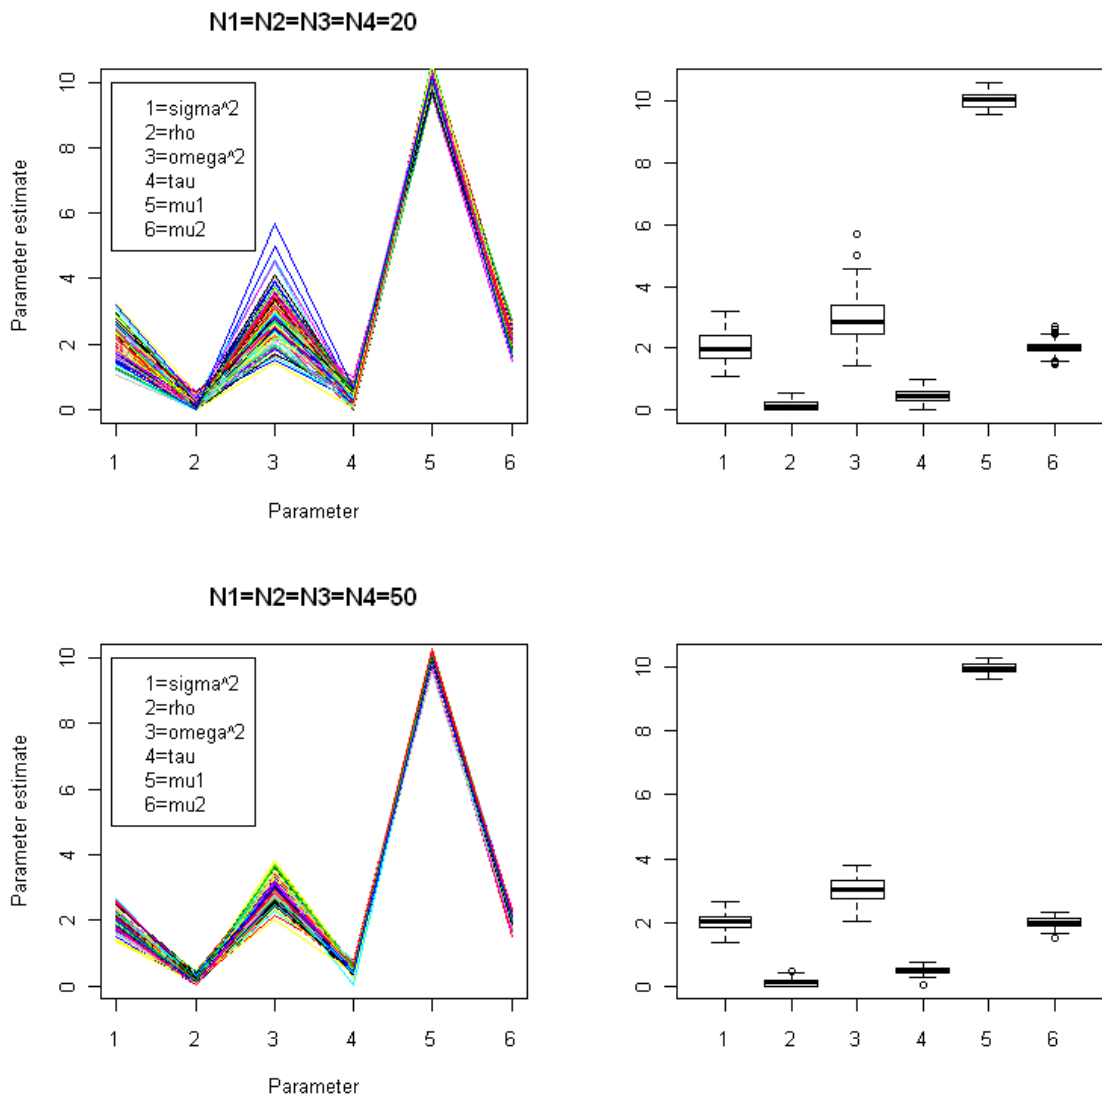 N1=N2=N3=N4=20
Parameter estimate
10
8
6
4
2
0
1=sigma^2
2=rho
3=omega^2
4=tau
5=mu1
6=mu2
1 2 3 4 5 6
Parameter
10
8
6
4
2
0
1 2 3 4 5 6
N1=N2=N3=N4=50
Parameter estimate
10
8
6
4
2
0
1=sigma^2
2=rho
3=omega^2
4=tau
5=mu1
6=mu2
1 2 3 4 5 6
Parameter
10
8
6
4
2
0
1 2 3 4 5 6